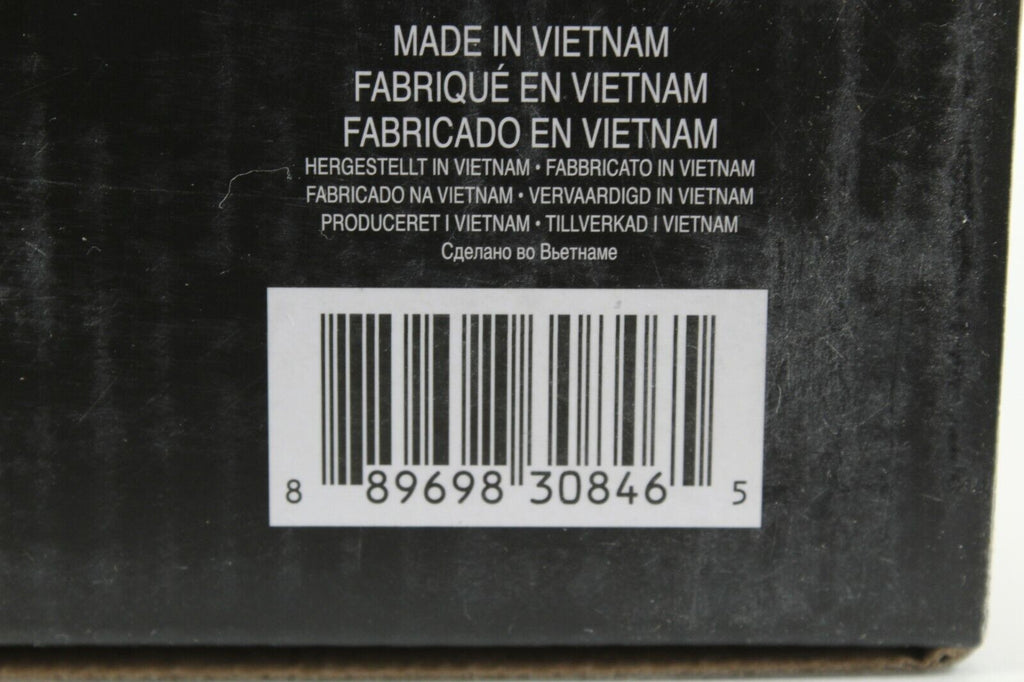 MADE IN VIETNAM
FABRIQUÉ EN VIETNAM
FABRICADO EN VIETNAM
HERGESTELLT IN VIETNAM • FABBRICATO IN VIETNAM
FABRICADO NA VIETNAM • VERVAARDIGD IN VIETNAM
PRODUCERET I VIETNAM • TILLVERKAD I VIETNAM
Сделано во Вьетнаме
8 89698 30846 5